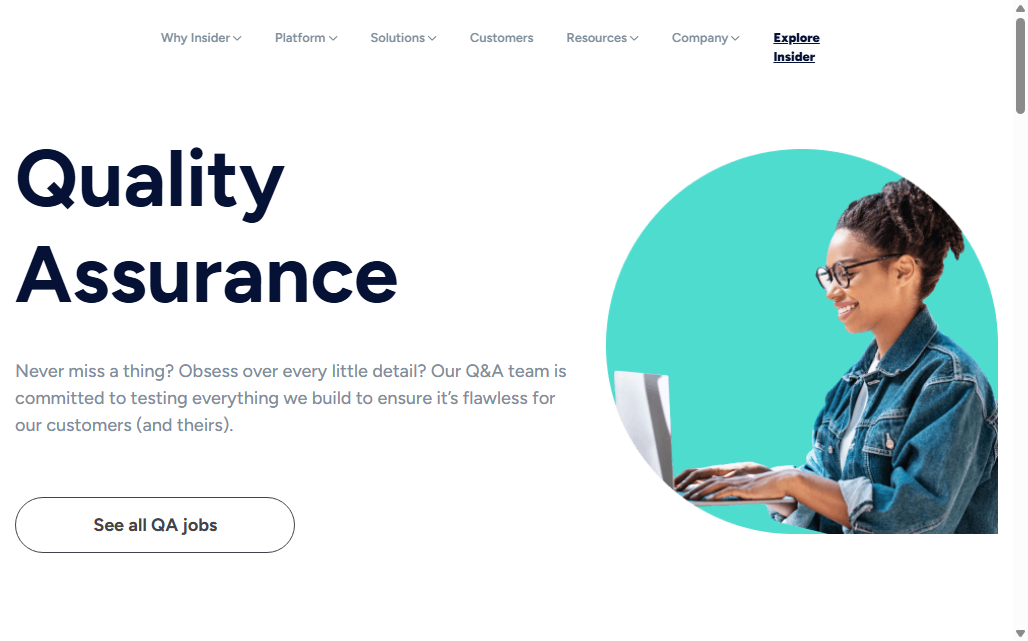 Why Insider Platform Solutions Customers Resources Company Explore
Insider
Quality
Assurance
Never miss a thing? Obsess over every little detail? Our Q&A team is
committed to testing everything we build to ensure it’s flawless for
our customers (and theirs).
See all QA jobs